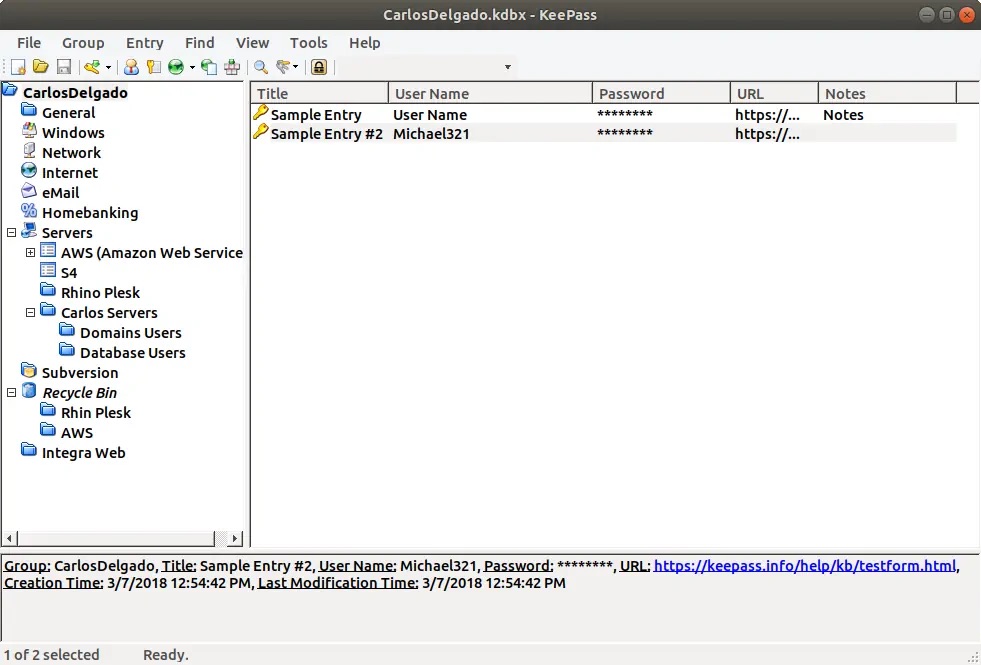 CarlosDelgado.kdbx - KeePass
File Group Entry Find View Tools Help
CarlosDelgado
General
Windows
Network
Internet
eMail
Homebanking
Servers
AWS (Amazon Web Service
S4
Rhino Plesk
Carlos Servers
Domains Users
Database Users
Subversion
Recycle Bin
Rhin Plesk
AWS
Integra Web
Title User Name Password URL Notes
Sample Entry User Name ******** https://... Notes
Sample Entry #2 Michael321 ******** https://...
Group: CarlosDelgado, Title: Sample Entry #2, User Name: Michael321, Password: ********, URL: https://keepass.info/help/kb/testform.html,
Creation Time: 3/7/2018 12:54:42 PM, Last Modification Time: 3/7/2018 12:54:42 PM
1 of 2 selected Ready.